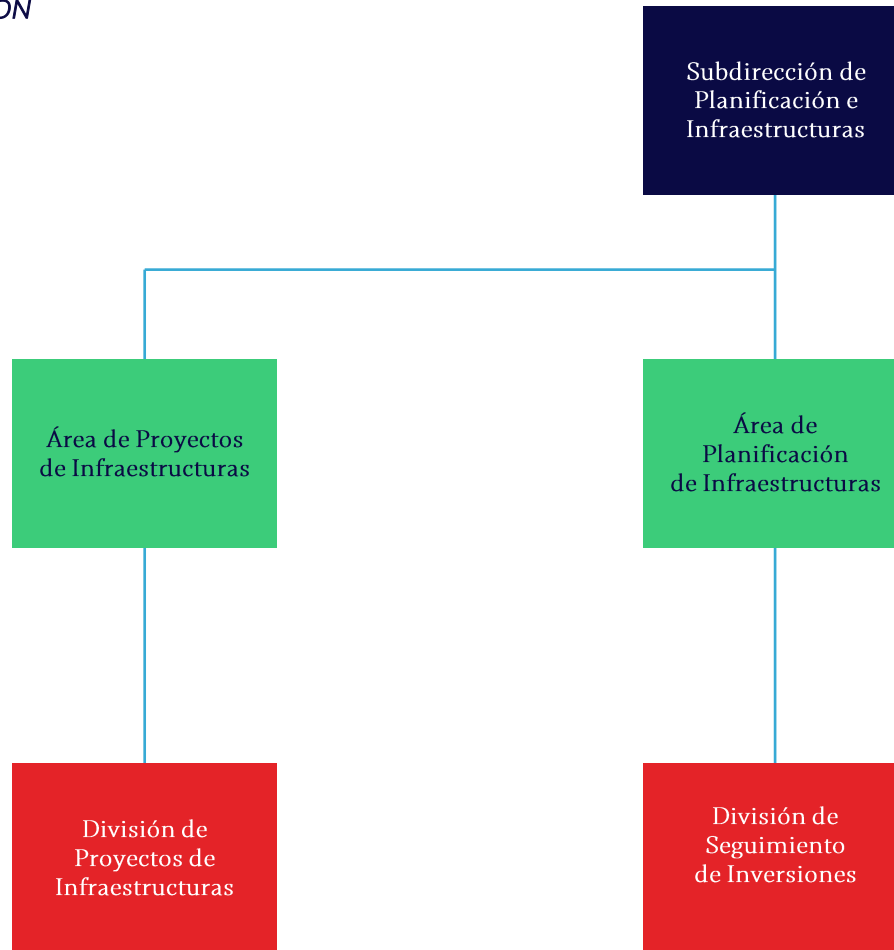 Subdirección de
Planificación e
Infraestructuras
Área de Proyectos
de Infraestructuras
Área de
Planificación
de Infraestructuras
División de
Proyectos de
Infraestructuras
División de
Seguimiento
de Inversiones